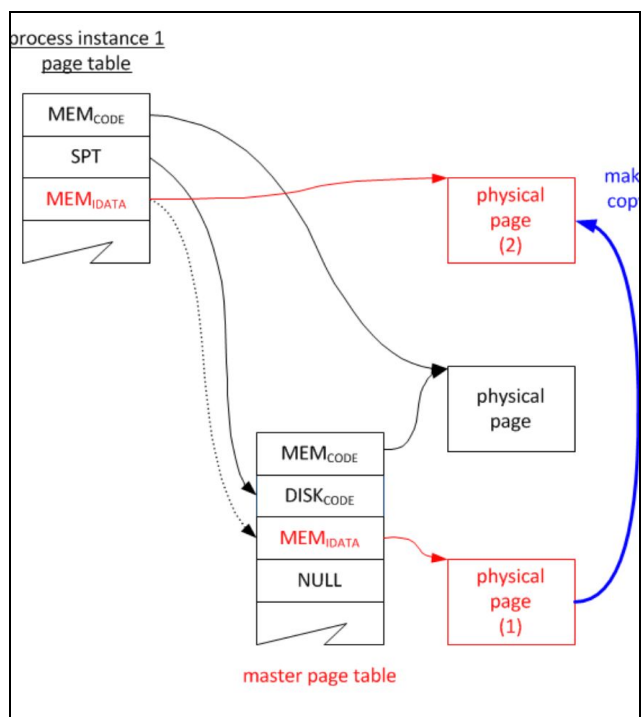 process instance 1
page table
MEMCODE
SPT
MEMIDATA
physical
page
(2)
mak
cop
physical
page
MEMCODE
DISKCODE
MEMIDATA
NULL
physical
page
(1)
master page table